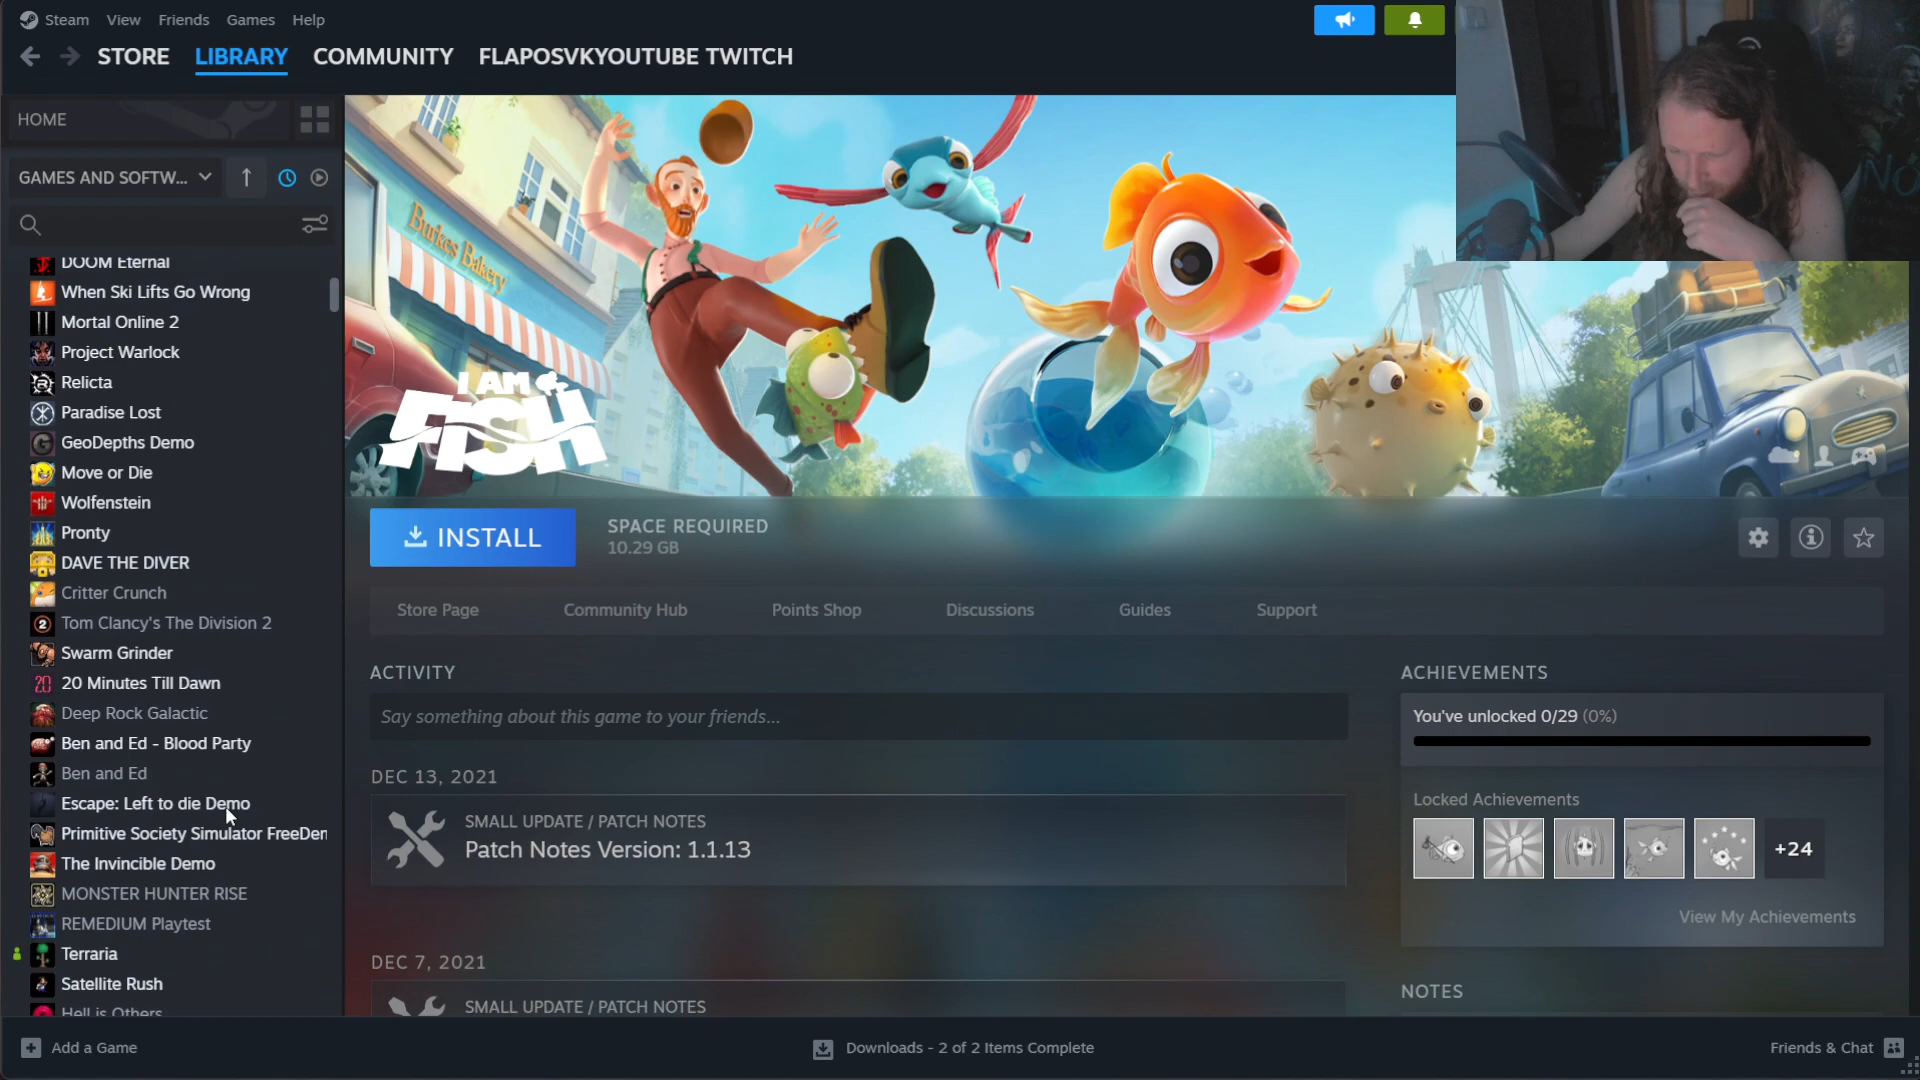 Steam View Friends Games Help
STORE LIBRARY COMMUNITY FLAPOSVKYOUTUBE TWITCH
HOME
GAMES AND SOFTW...
DOOM Eternal
When Ski Lifts Go Wrong
Mortal Online 2
Project Warlock
Relicta
Paradise Lost
GeoDepths Demo
Move or Die
Wolfenstein
Pronty
DAVE THE DIVER
Critter Crunch
Tom Clancy's The Division 2
Swarm Grinder
20 Minutes Till Dawn
Deep Rock Galactic
Ben and Ed - Blood Party
Ben and Ed
Escape: Left to die Demo
Primitive Society Simulator FreeDer
The Invincible Demo
MONSTER HUNTER RISE
REMEDIUM Playtest
Terraria
Satellite Rush
Hell is Others
Burkes Bakery
I AM
FISH
INSTALL
SPACE REQUIRED
10.29 GB
Store Page Community Hub Points Shop Discussions Guides Support
ACTIVITY
Say something about this game to your friends...
DEC 13, 2021
SMALL UPDATE / PATCH NOTES
Patch Notes Version: 1.1.13
DEC 7, 2021
SMALL UPDATE / PATCH NOTES
ACHIEVEMENTS
You've unlocked 0/29 (0%)
Locked Achievements
+24
View My Achievements
NOTES
Add a Game
Downloads - 2 of 2 Items Complete
Friends & Chat